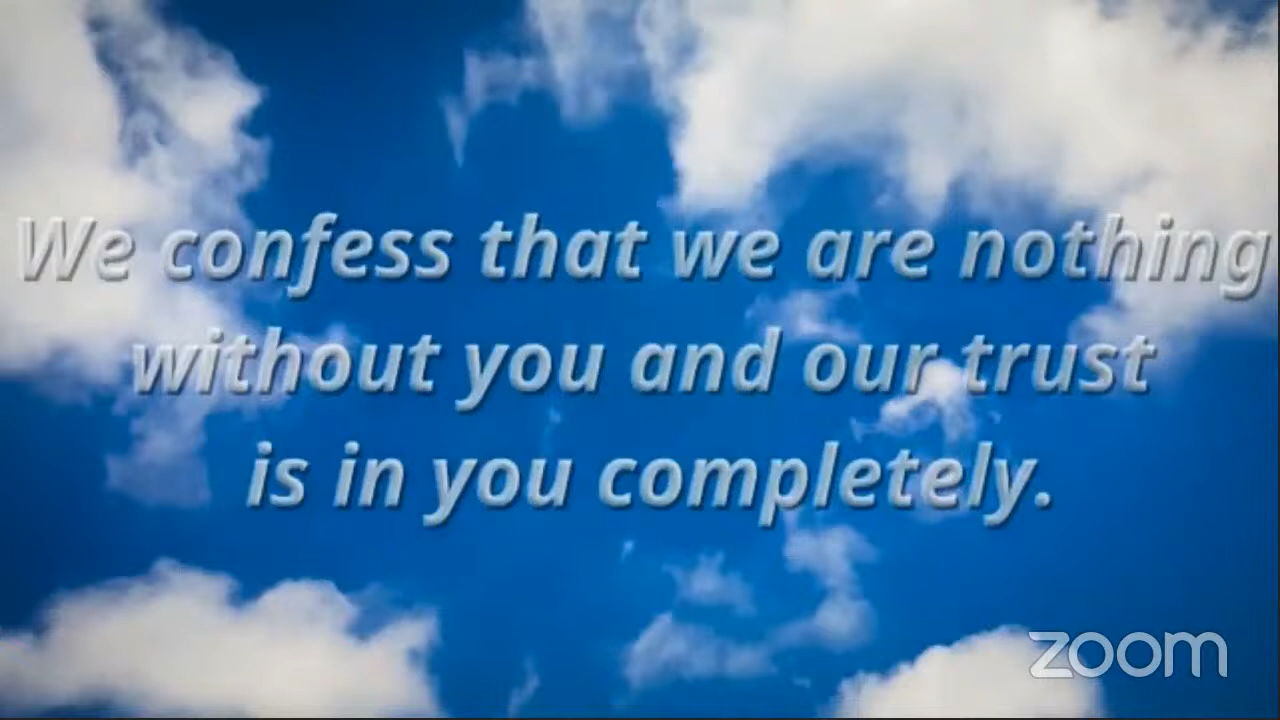 We confess that we are nothing
without you and our trust
is in you completely.
zoom